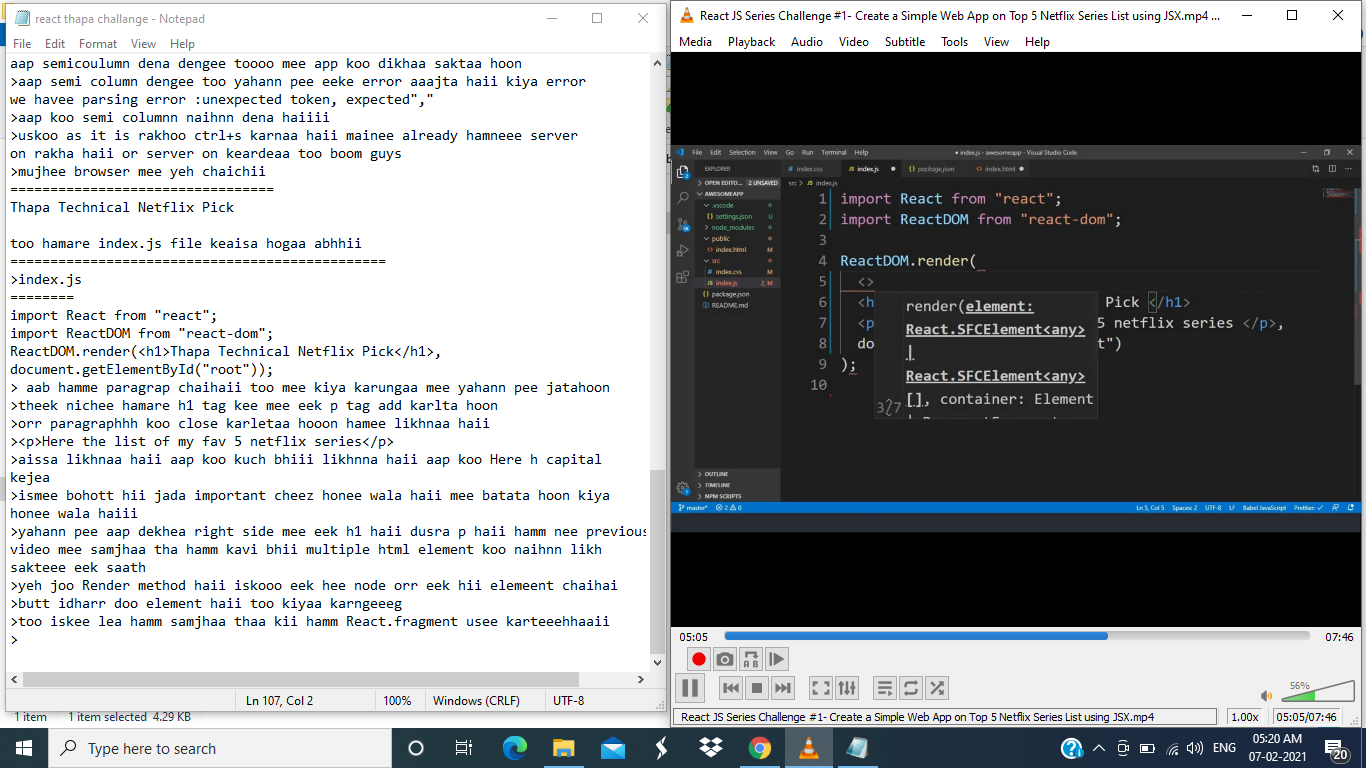 react thapa challange - Notepad
File Edit Format View Help
aap semicoulumn dena dengee toooo mee app koo dikhaa saktaa hoon
>aap semi column dengee too yahann pee eeke error aaajta haii kiya error
we havee parsing error :unexpected token, expected","
>aap koo semi columnn naihnn dena haiiii
>uskoo as it is rakhoo ctrl+s karnaa haii mainee already hamneee server
on rakha haii or server on keardeaa too boom guys
>mujhee browser mee yeh chaichii
================================
Thapa Technical Netflix Pick
too hamare index.js file keaisa hogaa abhhii
==============================================
>index.js
========
import React from "react";
import ReactDOM from "react-dom";
ReactDOM.render(<h1>Thapa Technical Netflix Pick</h1>,
document.getElementById("root"));
> aab hamme paragrap chaihaii too mee kiya karungaa mee yahann pee jatahoon
>theek nichee hamare h1 tag kee mee eek p tag add karlta hoon
>orr paragraphhh koo close karletaa hooon hamee likhnaa haii
><p>Here the list of my fav 5 netflix series</p>
>aissa likhnaa haii aap koo kuch bhiii likhnna haii aap koo Here h capital
kejea
>ismee bohott hii jada important cheez honee wala haii mee batata hoon kiya
honee wala haiii
>yahann pee aap dekhea right side mee eek h1 haii dusra p haii hamm nee previous
video mee samjhaa tha hamm kavi bhii multiple html element koo naihnn likh
sakteee eek saath
>yeh joo Render method haii iskooo eek hee node orr eek hii elemeent chaihai
>butt idharr doo element haii too kiyaa karngeeeg
>too iskee lea hamm samjhaa thaa kii hamm React.fragment usee karteeehhaaii
>
Ln 107, Col 2 100% Windows (CRLF) UTF-8
1 item 1 item selected 4.29 KB
React JS Series Challenge #1- Create a Simple Web App on Top 5 Netflix Series List using JSX.mp4 ...
Media Playback Audio Video Subtitle Tools View Help
File Edit Selection View Go Run Terminal Help
● index.js - awesomeapp - Visual Studio Code
EXPLORER
index.css index.js package.json index.html
OPEN EDITO... 2 UNSAVED
src > JS index.js
AWESOMEAPP
.vscode
settings.json U
node_modules
public
index.html M
src
index.css M
index.js 2, M
package.json
README.md
1 import React from "react";
2 import ReactDOM from "react-dom";
3
4 ReactDOM.render(
5 <>
6 <h Pick </h1>
7 <p 5 netflix series </p>,
8 do t")
9 );
10
render(element:
React.SFCElement<any>
|
React.SFCElement<any>
[], container: Element
3/7
OUTLINE
TIMELINE
NPM SCRIPTS
master* 2 0 Ln 5, Col 5 Spaces: 2 UTF-8 LF Babel JavaScript Prettier: ✓
05:05 07:46
56%
React JS Series Challenge #1- Create a Simple Web App on Top 5 Netflix Series List using JSX.mp4 1.00x 05:05/07:46
Type here to search
ENG
05:20 AM
07-02-2021
20